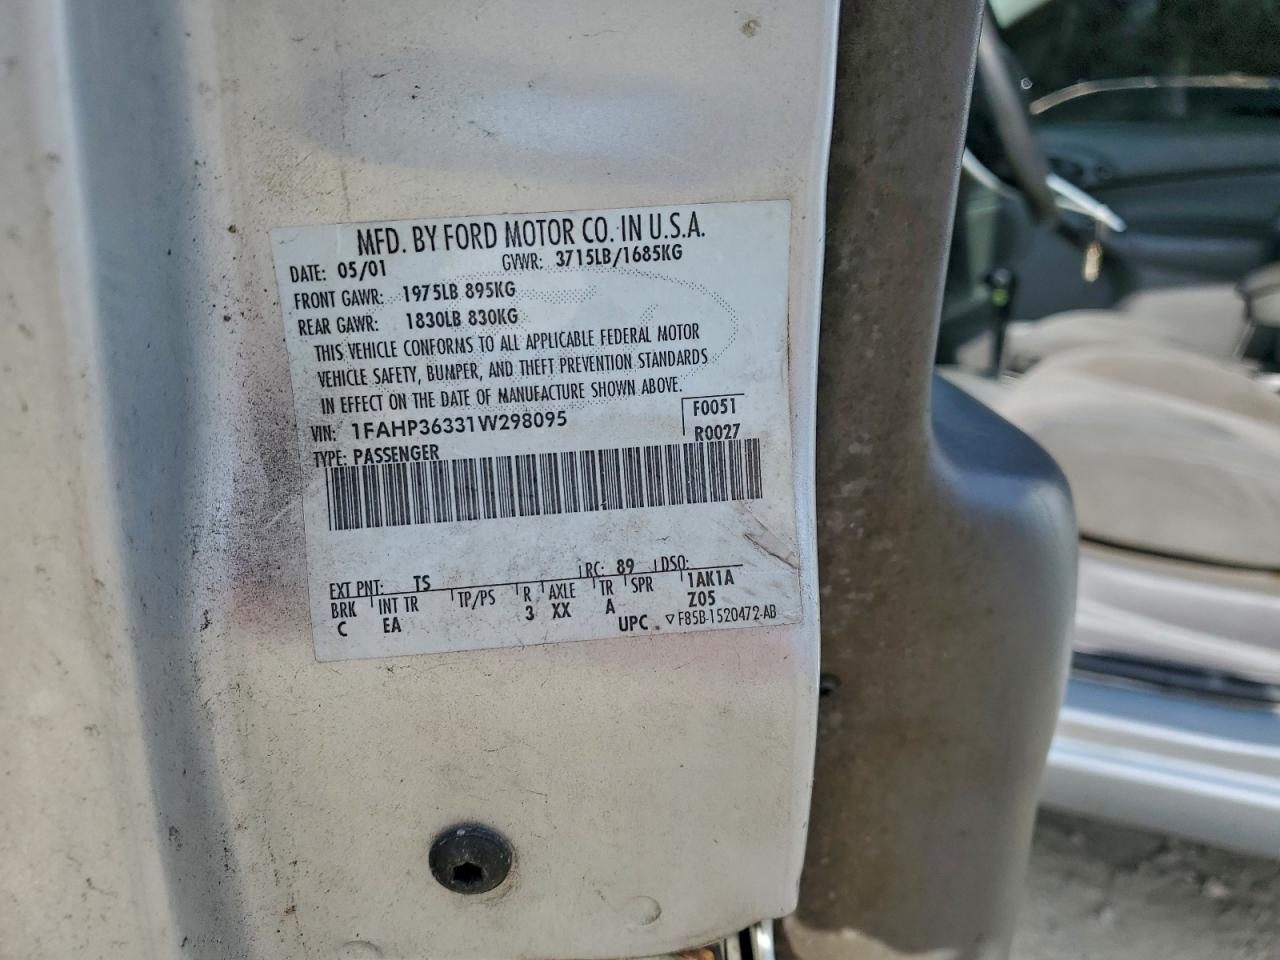 MFD. BY FORD MOTOR CO. IN U.S.A.
DATE: 05/01 GVWR: 3715LB/1685KG
FRONT GAWR: 1975LB 895KG
REAR GAWR: 1830LB 830KG
THIS VEHICLE CONFORMS TO ALL APPLICABLE FEDERAL MOTOR
VEHICLE SAFETY, BUMPER, AND THEFT PREVENTION STANDARDS
IN EFFECT ON THE DATE OF MANUFACTURE SHOWN ABOVE.
VIN: 1FAHP36331W298095 F0051
TYPE: PASSENGER R0027
EXT PNT: TS RC: 89 DSO:
BRK INT TR TP/PS R AXLE TR SPR 1AK1A
C EA 3 XX A Z05
UPC ▽ F85B-1520472-AB